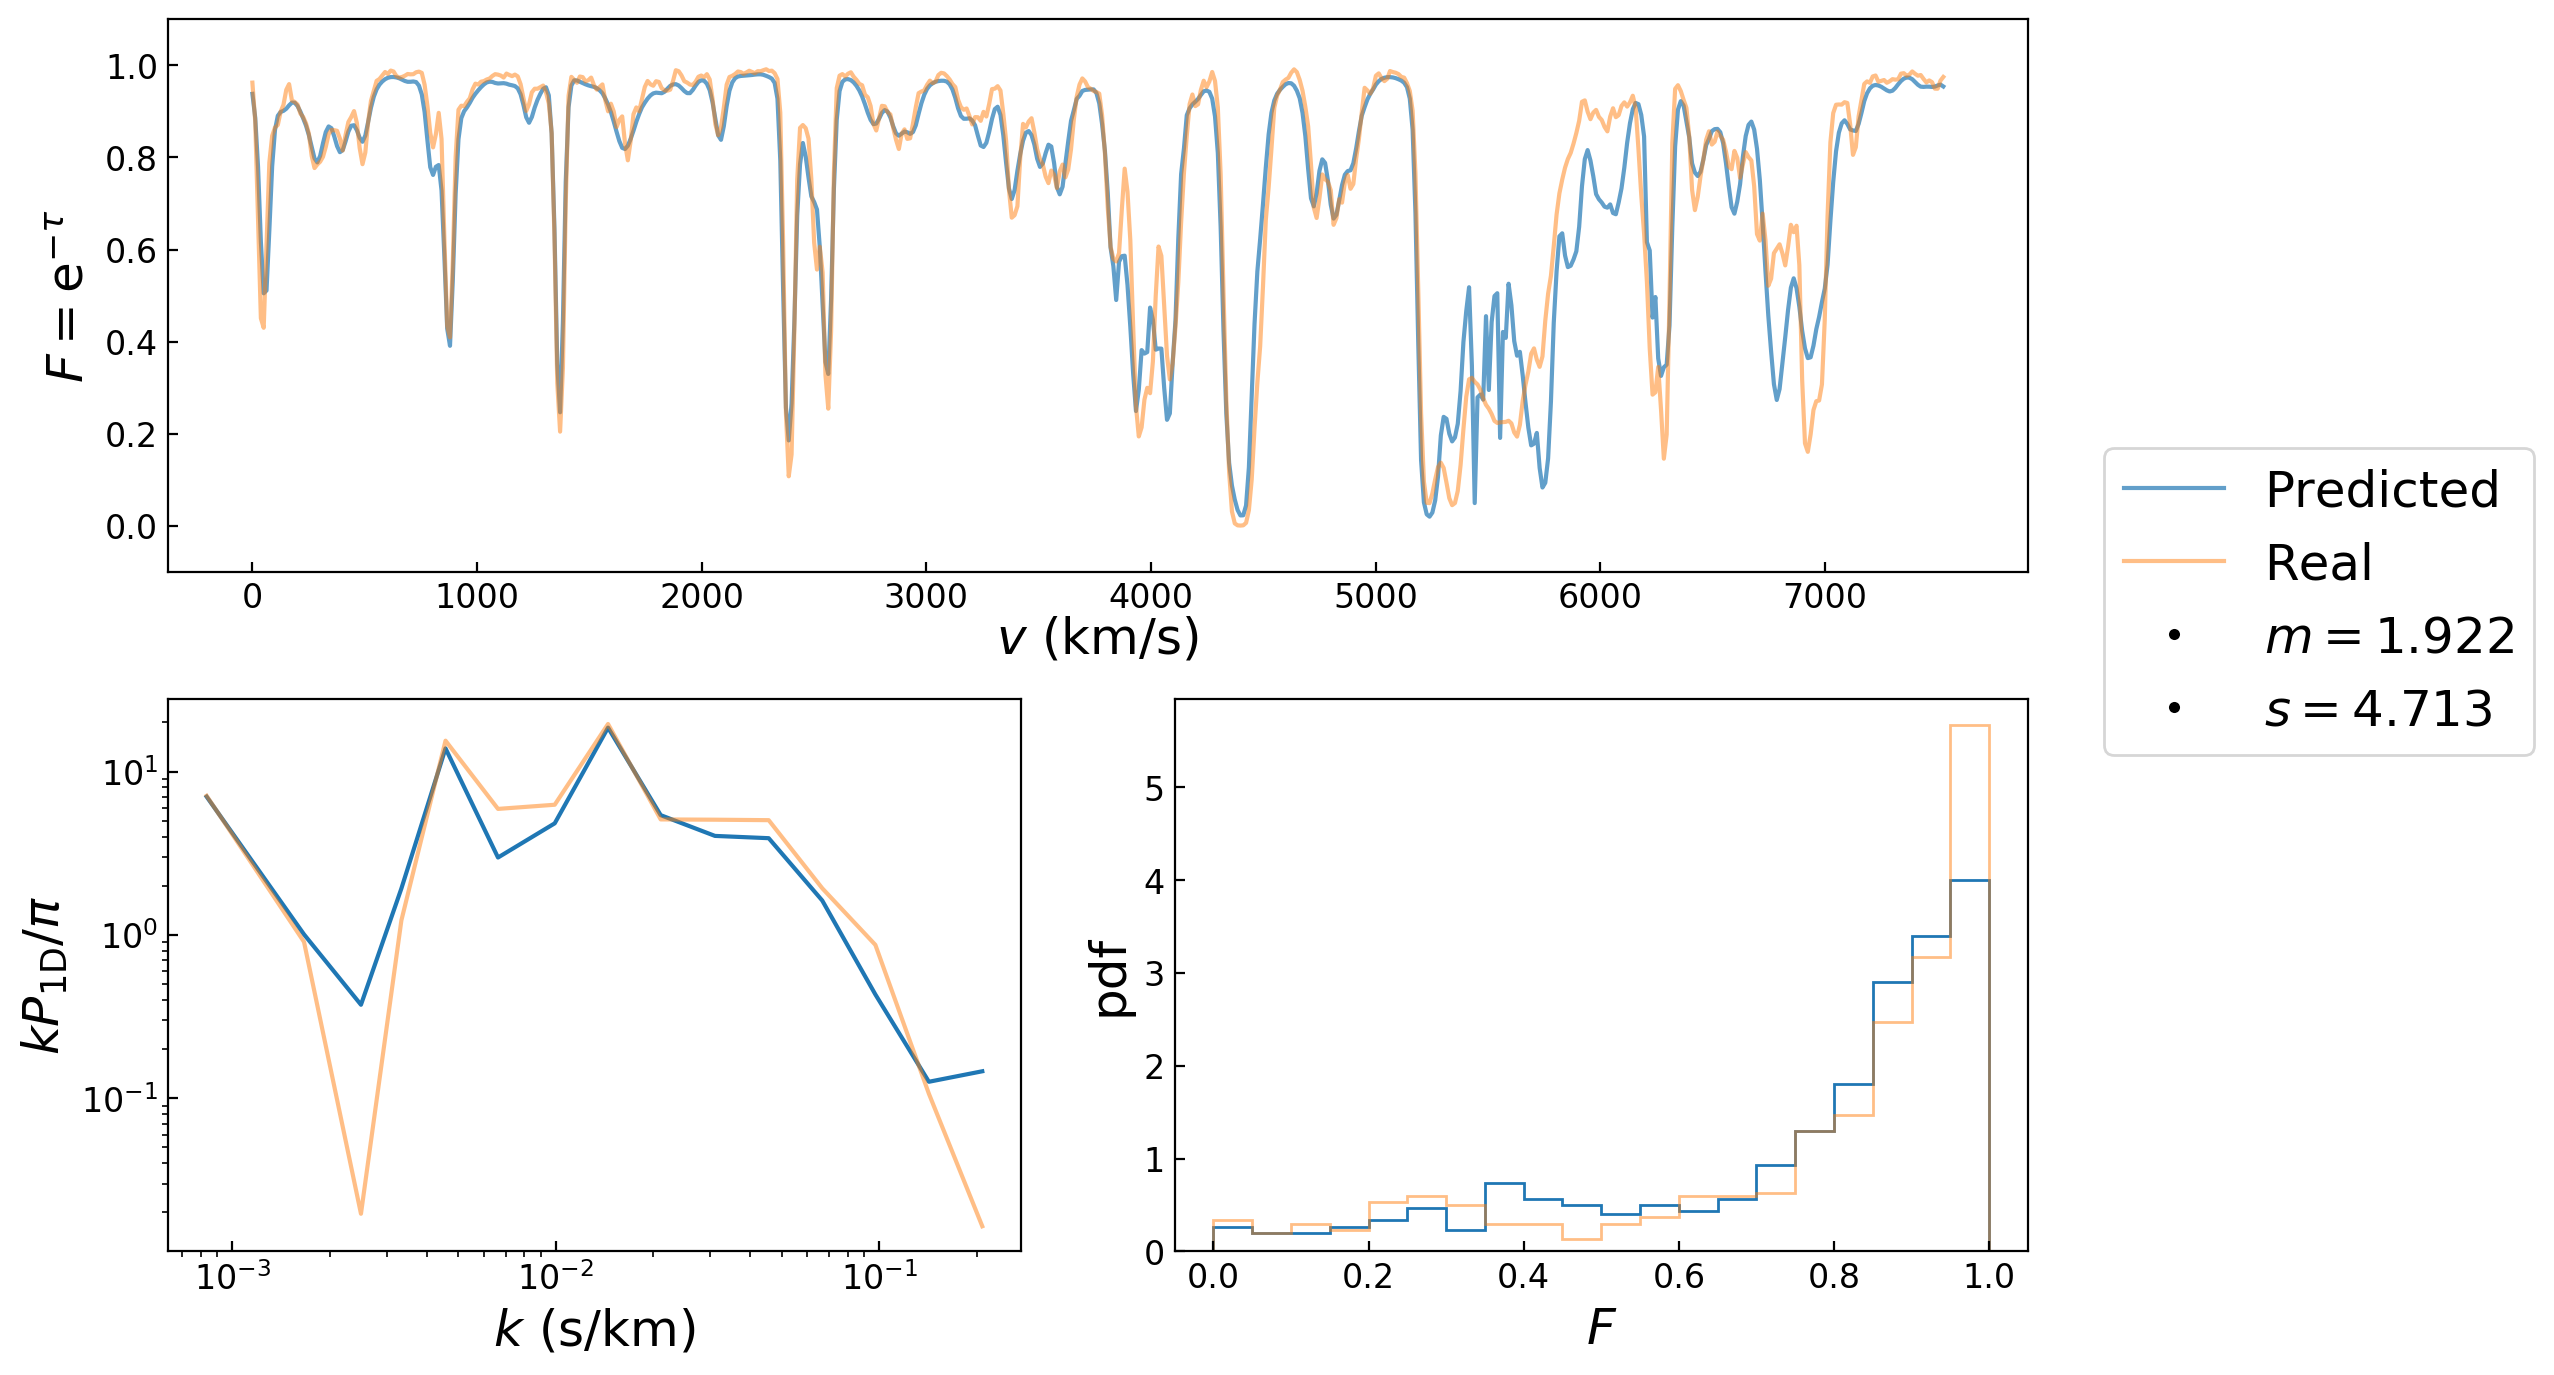 F = e^{−τ}
1.0
0.8
0.6
0.4
0.2
0.0
0 1000 2000 3000 4000 5000 6000 7000
v (km/s)
Predicted
Real
m = 1.922
s = 4.713
kP_{1D}/π
10^1
10^0
10^{−1}
10^{−3} 10^{−2} 10^{−1}
k (s/km)
pdf
5
4
3
2
1
0
0.0 0.2 0.4 0.6 0.8 1.0
F